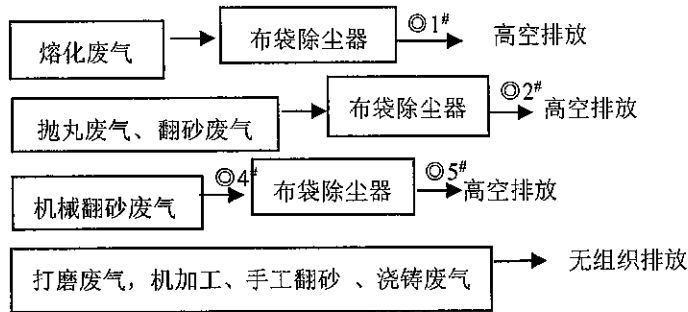 熔化废气 布袋除尘器 ◎1# 高空排放
抛丸废气、翻砂废气 布袋除尘器 ◎2# 高空排放
机械翻砂废气 ◎4# 布袋除尘器 ◎5# 高空排放
打磨废气，机加工、手工翻砂 、浇铸废气 无组织排放